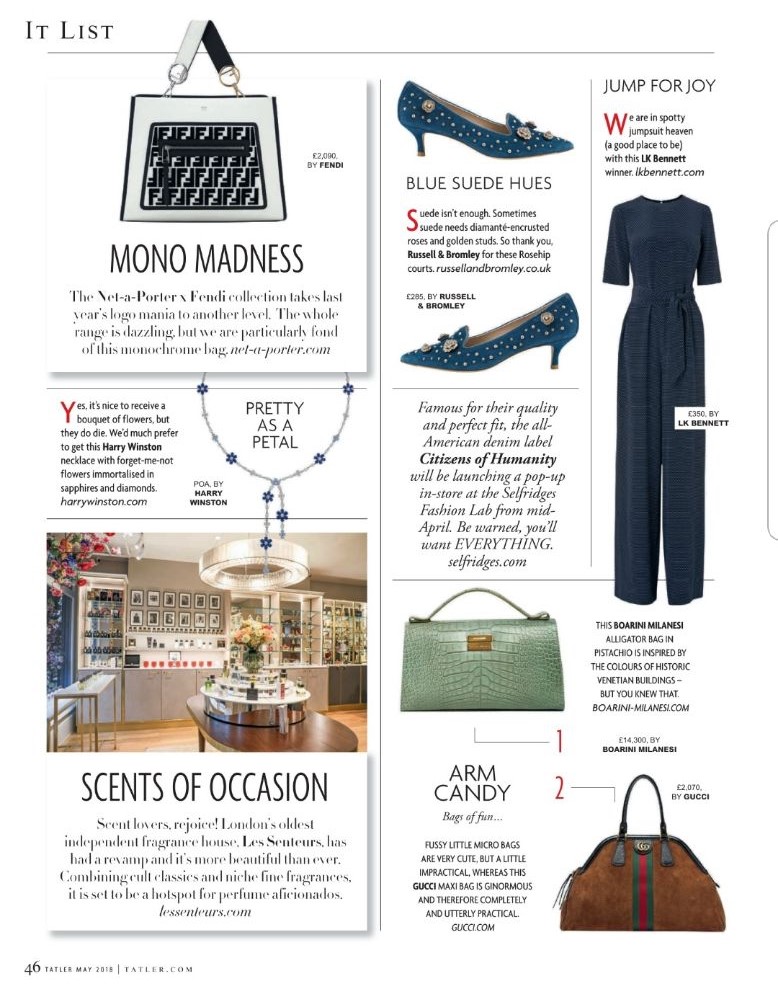 IT LIST
£2,090,
BY FENDI
MONO MADNESS
The Net-a-Porter x Fendi collection takes last
year's logo mania to another level. The whole
range is dazzling, but we are particularly fond
of this monochrome bag. net-a-porter.com
Yes, it's nice to receive a
bouquet of flowers, but
they do die. We'd much prefer
to get this Harry Winston
necklace with forget-me-not
flowers immortalised in
sapphires and diamonds.
harrywinston.com
PRETTY
AS A
PETAL
POA, BY
HARRY
WINSTON
SCENTS OF OCCASION
Scent lovers, rejoice! London's oldest
independent fragrance house, Les Senteurs, has
had a revamp and it's more beautiful than ever.
Combining cult classics and niche fine fragrances,
it is set to be a hotspot for perfume aficionados.
lessenteurs.com
BLUE SUEDE HUES
Suede isn't enough. Sometimes
suede needs diamanté-encrusted
roses and golden studs. So thank you,
Russell & Bromley for these Rosehip
courts. russellandbromley.co.uk
£285, BY RUSSELL
& BROMLEY
Famous for their quality
and perfect fit, the all-
American denim label
Citizens of Humanity
will be launching a pop-up
in-store at the Selfridges
Fashion Lab from mid-
April. Be warned, you'll
want EVERYTHING.
selfridges.com
JUMP FOR JOY
We are in spotty
jumpsuit heaven
(a good place to be)
with this LK Bennett
winner. lkbennett.com
£350, BY
LK BENNETT
THIS BOARINI MILANESI
ALLIGATOR BAG IN
PISTACHIO IS INSPIRED BY
THE COLOURS OF HISTORIC
VENETIAN BUILDINGS –
BUT YOU KNEW THAT.
BOARINI-MILANESI.COM
1
£14,300, BY
BOARINI MILANESI
ARM
CANDY
Bags of fun...
2
£2,070,
BY GUCCI
FUSSY LITTLE MICRO BAGS
ARE VERY CUTE, BUT A LITTLE
IMPRACTICAL, WHEREAS THIS
GUCCI MAXI BAG IS GINORMOUS
AND THEREFORE COMPLETELY
AND UTTERLY PRACTICAL.
GUCCI.COM
46 TATLER MAY 2018 | TATLER.COM